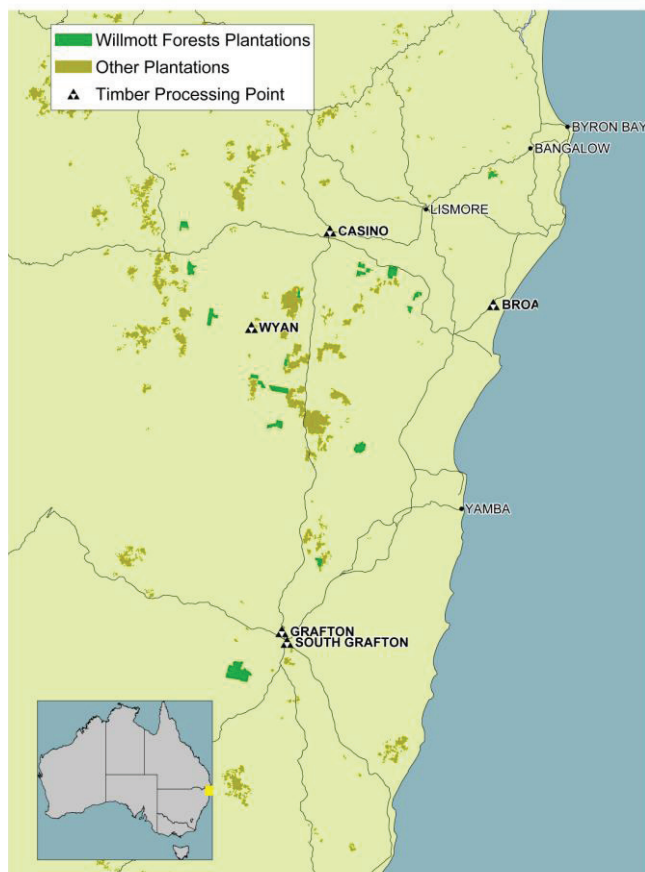 Willmott Forests Plantations
Other Plantations
Timber Processing Point
BYRON BAY
BANGALOW
LISMORE
CASINO
BROA
WYAN
YAMBA
GRAFTON
SOUTH GRAFTON